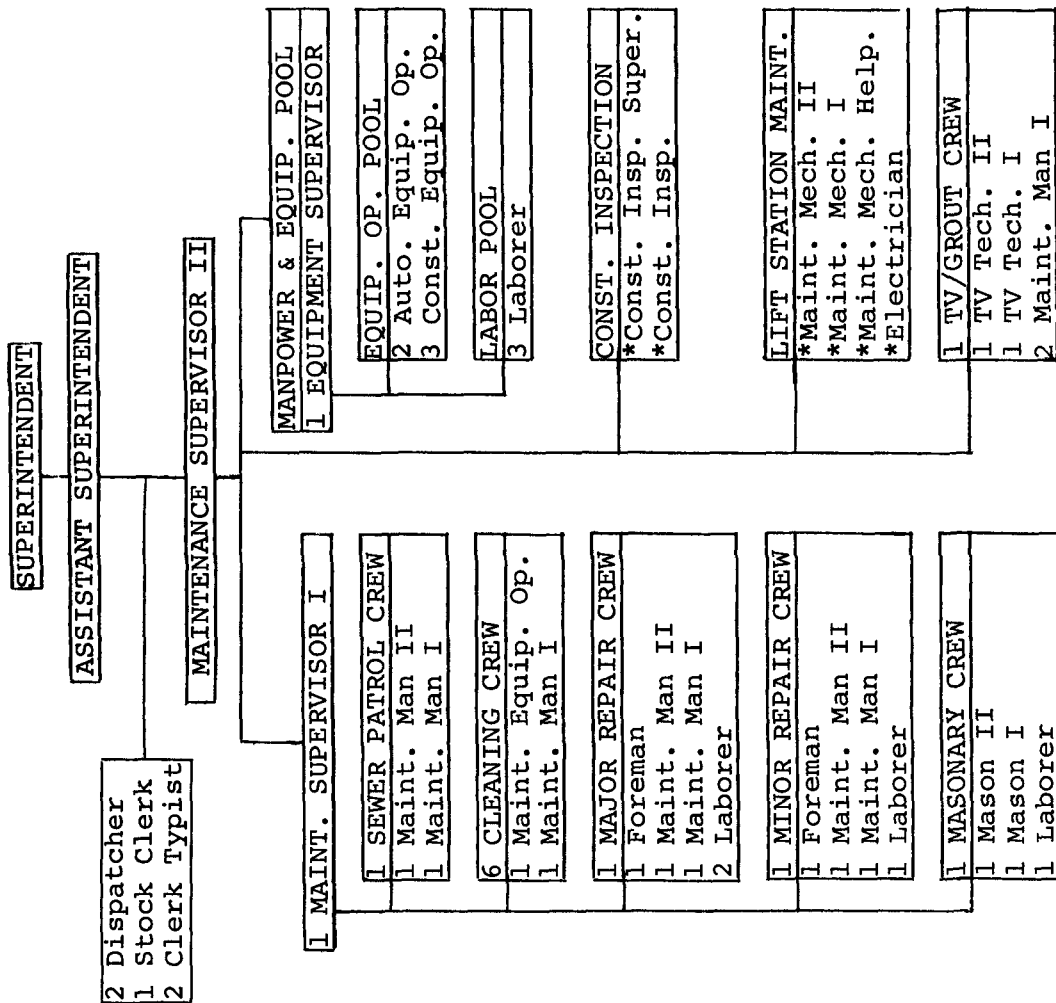 SUPERINTENDENT
ASSISTANT SUPERINTENDENT
2 Dispatcher
1 Stock Clerk
2 Clerk Typist
MAINTENANCE SUPERVISOR II
1 MAINT. SUPERVISOR I
1 SEWER PATROL CREW
1 Maint. Man II
1 Maint. Man I
6 CLEANING CREW
1 Maint. Equip. Op.
1 Maint. Man I
1 MAJOR REPAIR CREW
1 Foreman
1 Maint. Man II
1 Maint. Man I
2 Laborer
1 MINOR REPAIR CREW
1 Foreman
1 Maint. Man II
1 Maint. Man I
1 Laborer
1 MASONARY CREW
1 Mason II
1 Mason I
1 Laborer
MANPOWER & EQUIP. POOL
1 EQUIPMENT SUPERVISOR
EQUIP. OP. POOL
2 Auto. Equip. Op.
3 Const. Equip. Op.
LABOR POOL
3 Laborer
CONST. INSPECTION
*Const. Insp. Super.
*Const. Insp.
LIFT STATION MAINT.
*Maint. Mech. II
*Maint. Mech. I
*Maint. Mech. Help.
*Electrician
1 TV/GROUT CREW
1 TV Tech. II
1 TV Tech. I
2 Maint. Man I